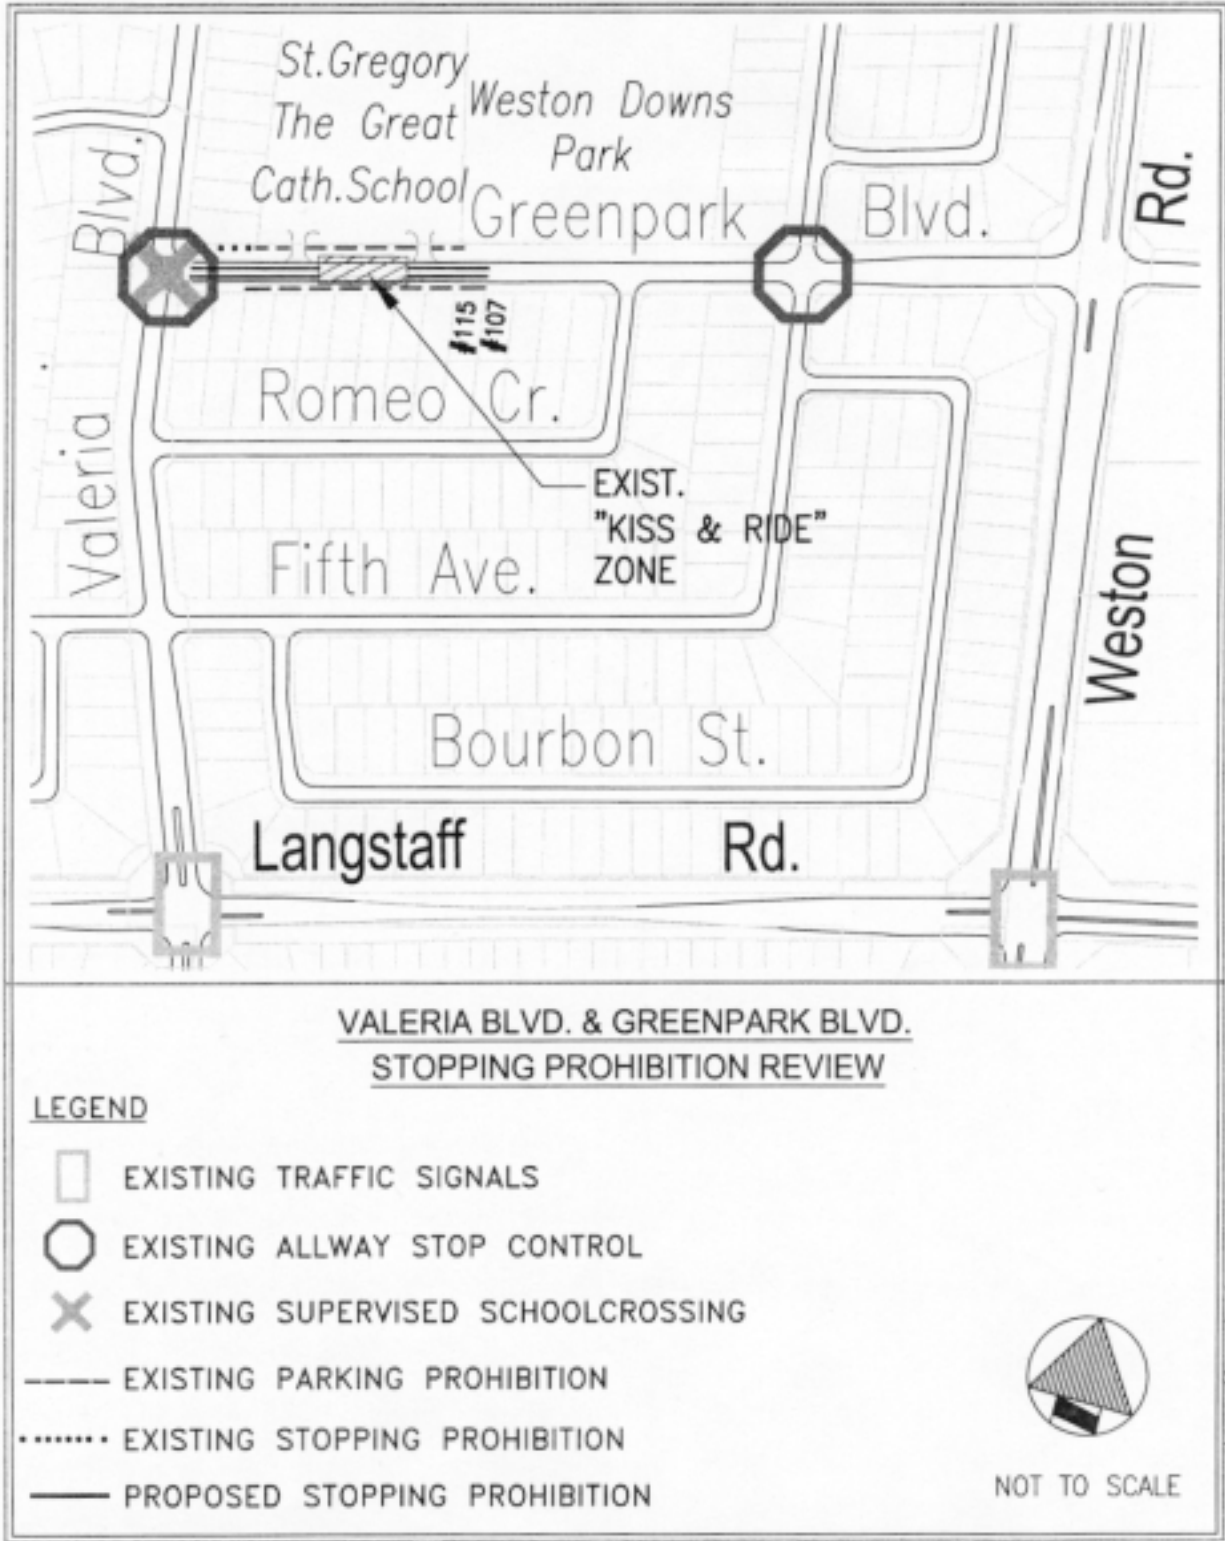 St.Gregory
The Great
Cath.School
Weston Downs
Park
Greenpark Blvd.
Rd.
Blvd.
Valeria
#115
#107
Romeo Cr.
EXIST.
"KISS & RIDE"
ZONE
Fifth Ave.
Weston
Bourbon St.
Langstaff Rd.
VALERIA BLVD. & GREENPARK BLVD.
STOPPING PROHIBITION REVIEW
LEGEND
EXISTING TRAFFIC SIGNALS
EXISTING ALLWAY STOP CONTROL
EXISTING SUPERVISED SCHOOLCROSSING
EXISTING PARKING PROHIBITION
EXISTING STOPPING PROHIBITION
PROPOSED STOPPING PROHIBITION
NOT TO SCALE